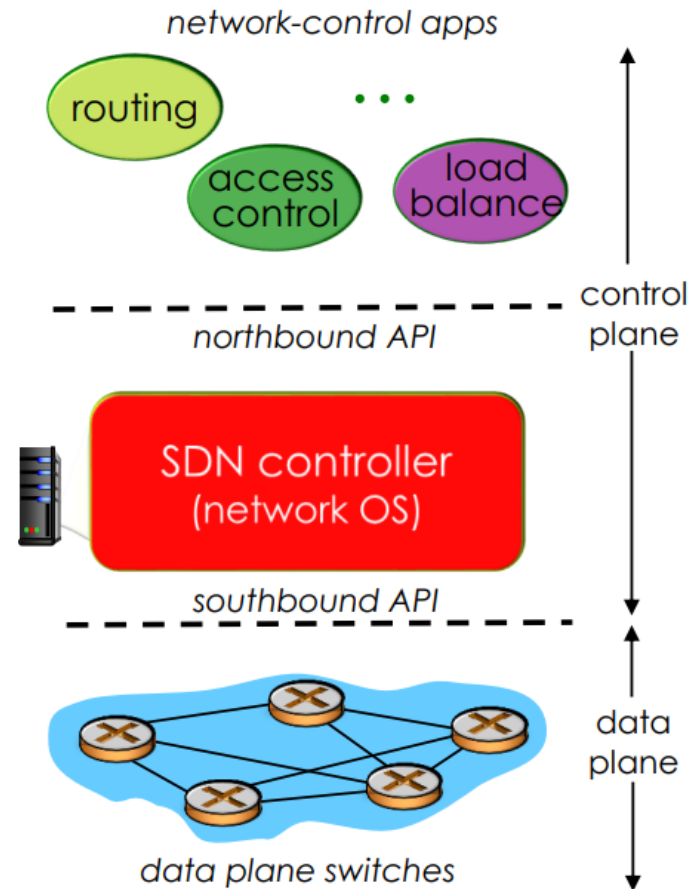 network-control apps
routing
...
access
control
load
balance
control
plane
northbound API
SDN controller
(network OS)
southbound API
data
plane
data plane switches